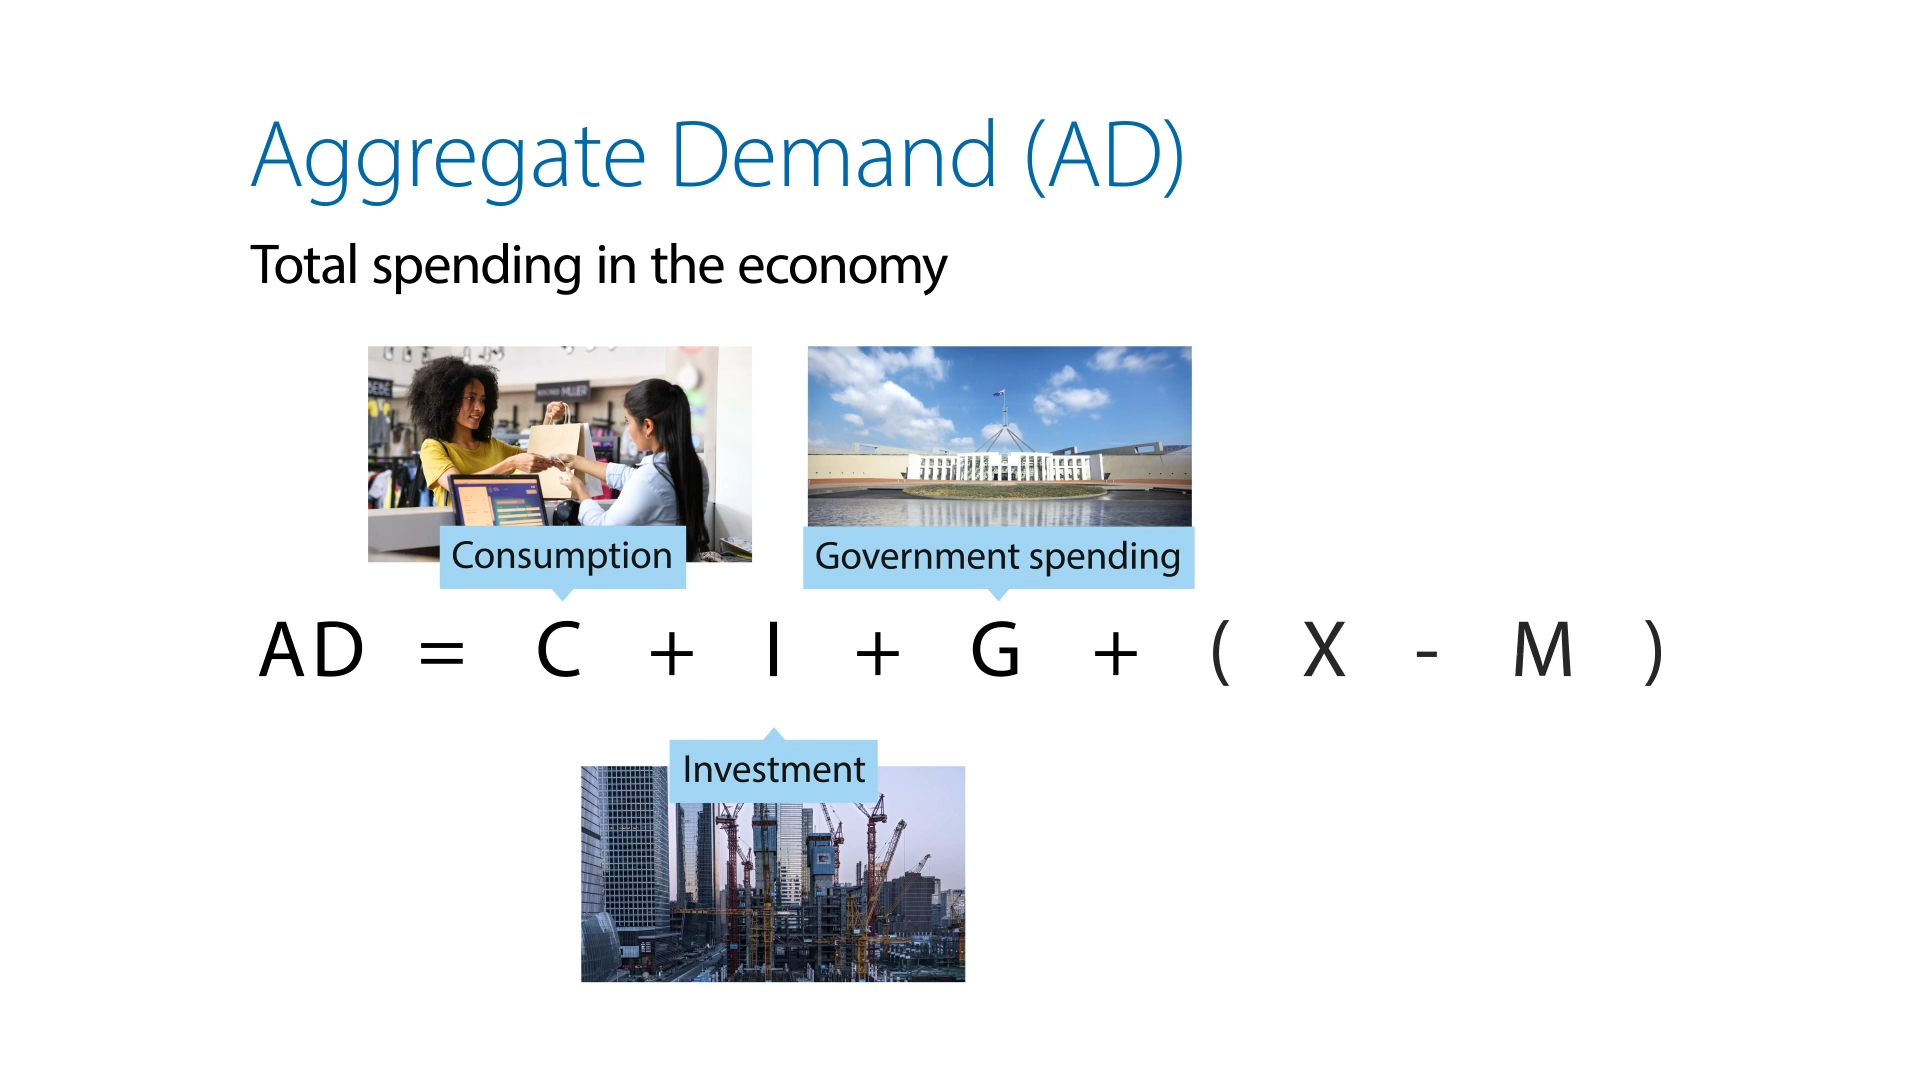 Aggregate Demand (AD)
Total spending in the economy
Consumption
Government spending
AD = C + I + G + ( X - M )
Investment